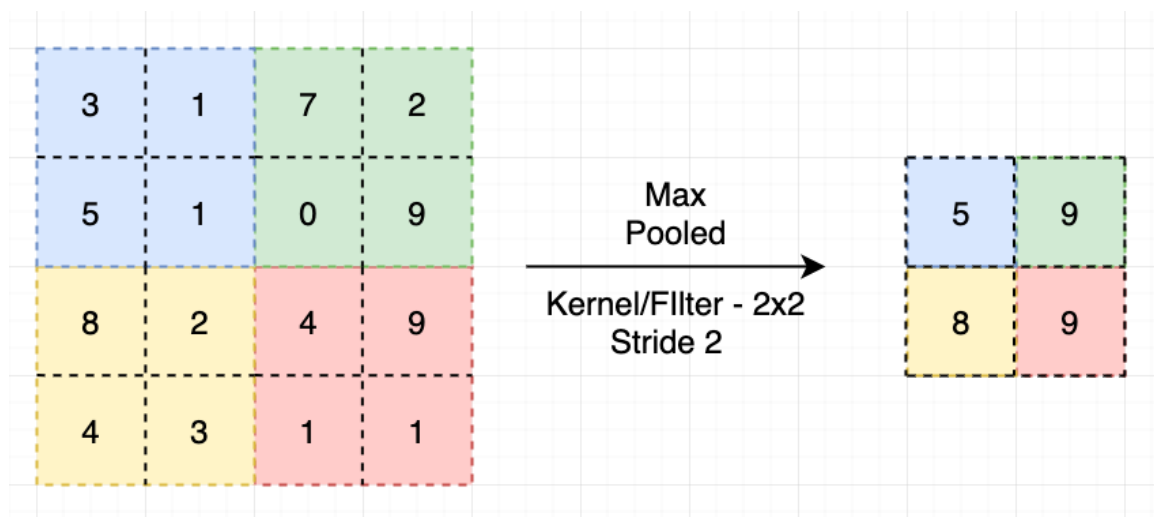 3 1 7 2
5 1 0 9
8 2 4 9
4 3 1 1
Max
Pooled
Kernel/FIlter - 2x2
Stride 2
5 9
8 9